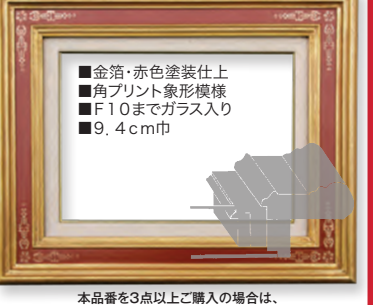 ■金箔・赤色塗装仕上
■角プリント象形模様
■F10までガラス入り
■9.4cm巾
本品番を3点以上ご購入の場合は、